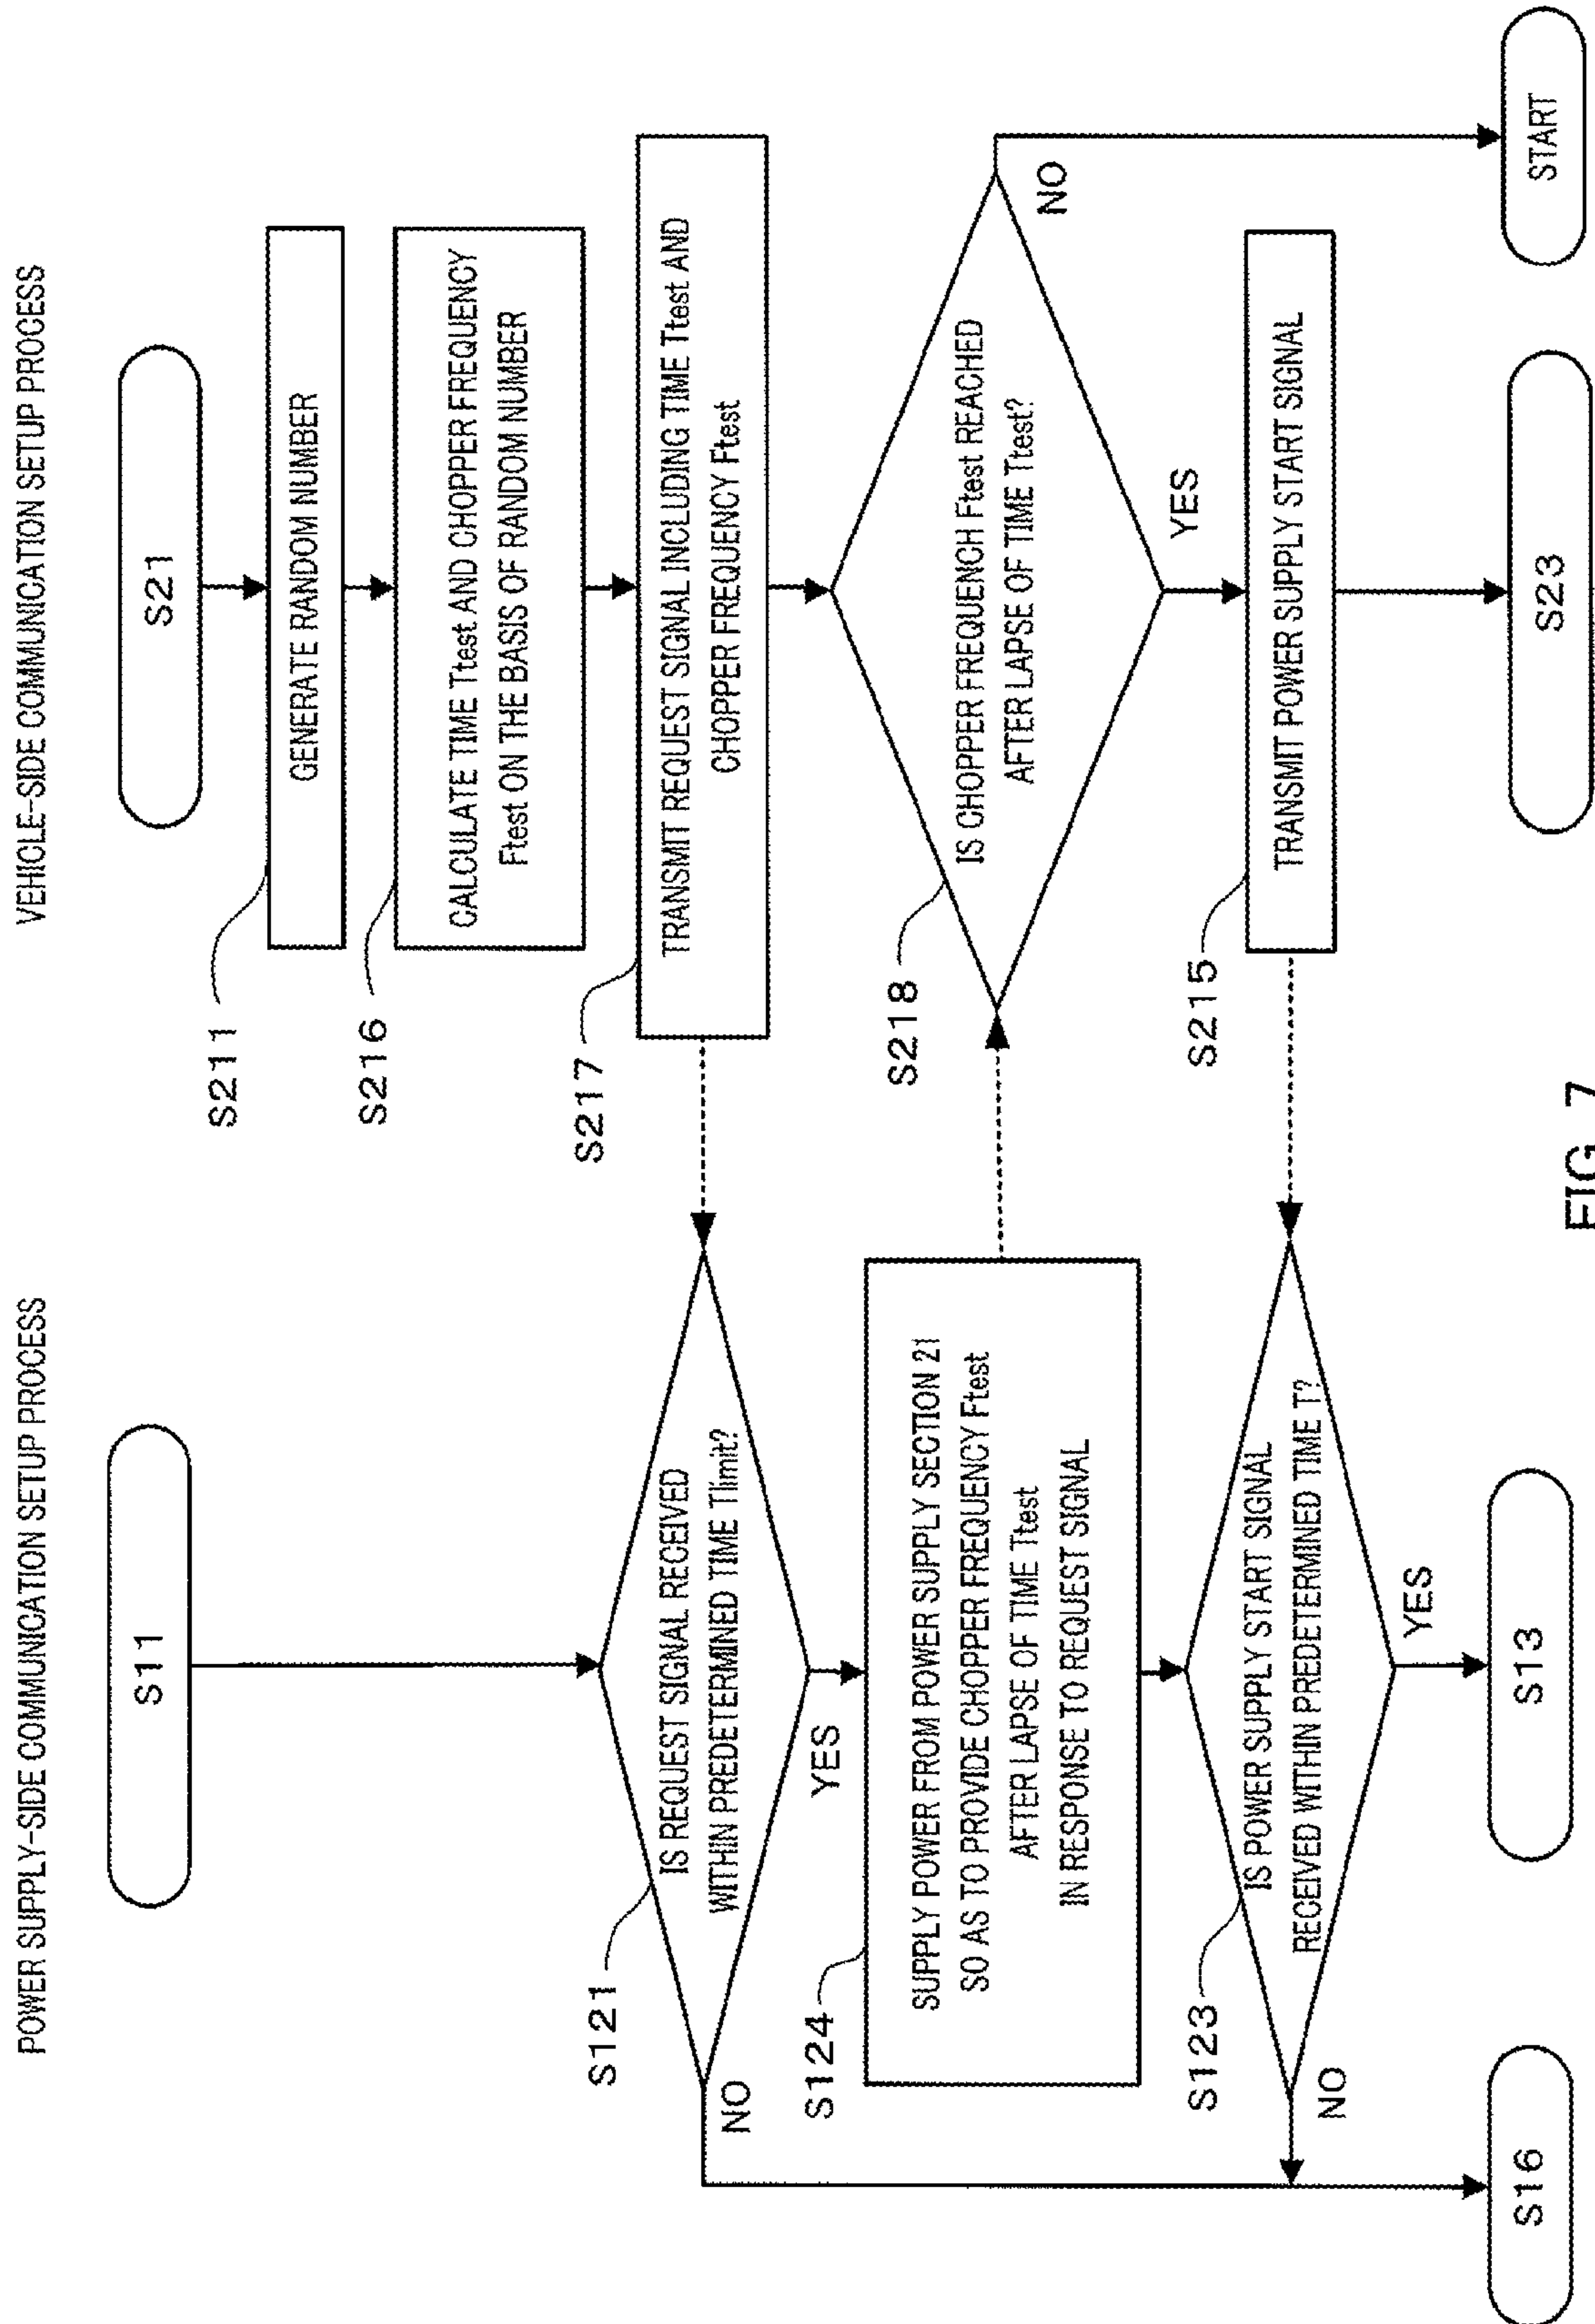 POWER SUPPLY-SIDE COMMUNICATION SETUP PROCESS
S11
S121
IS REQUEST SIGNAL RECEIVED
WITHIN PREDETERMINED TIME Tlimit?
NO
YES
S124
SUPPLY POWER FROM POWER SUPPLY SECTION 21
SO AS TO PROVIDE CHOPPER FREQUENCY Ftest
AFTER LAPSE OF TIME Ttest
IN RESPONSE TO REQUEST SIGNAL
S123
IS POWER SUPPLY START SIGNAL
RECEIVED WITHIN PREDETERMINED TIME T?
NO
YES
S16
S13
VEHICLE-SIDE COMMUNICATION SETUP PROCESS
S21
S211
GENERATE RANDOM NUMBER
S216
CALCULATE TIME Ttest AND CHOPPER FREQUENCY
Ftest ON THE BASIS OF RANDOM NUMBER
S217
TRANSMIT REQUEST SIGNAL INCLUDING TIME Ttest AND
CHOPPER FREQUENCY Ftest
S218
IS CHOPPER FREQUENCH Ftest REACHED
AFTER LAPSE OF TIME Ttest?
NO
YES
S215
TRANSMIT POWER SUPPLY START SIGNAL
S23
START
FIG. 7